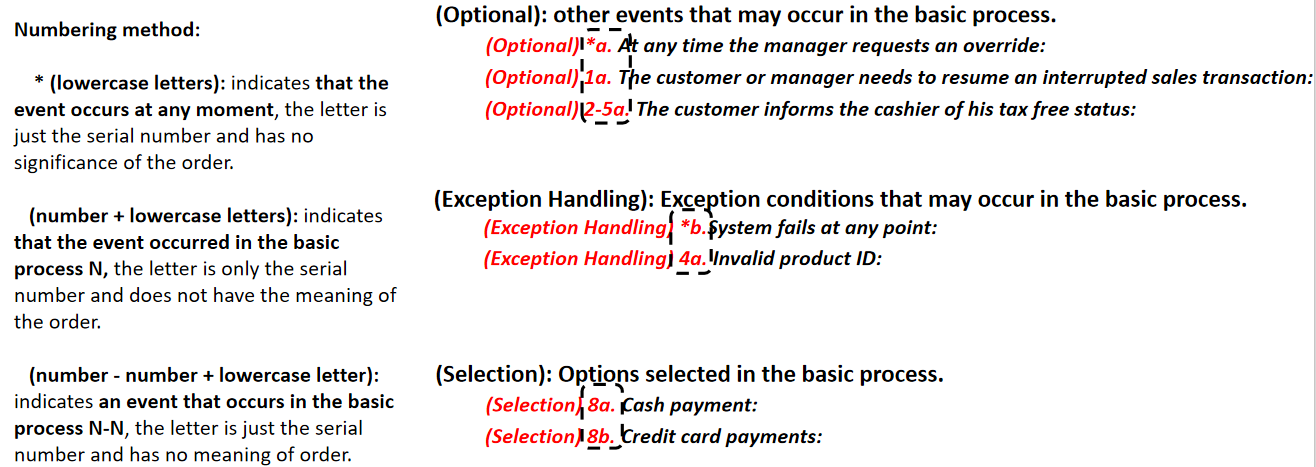 Numbering method:
* (lowercase letters): indicates that the
event occurs at any moment, the letter is
just the serial number and has no
significance of the order.
(number + lowercase letters): indicates
that the event occurred in the basic
process N, the letter is only the serial
number and does not have the meaning of
the order.
(number - number + lowercase letter):
indicates an event that occurs in the basic
process N-N, the letter is just the serial
number and has no meaning of order.
(Optional): other events that may occur in the basic process.
(Optional) *a. At any time the manager requests an override:
(Optional) 1a. The customer or manager needs to resume an interrupted sales transaction:
(Optional) 2-5a. The customer informs the cashier of his tax free status:
(Exception Handling): Exception conditions that may occur in the basic process.
(Exception Handling) *b. System fails at any point:
(Exception Handling) 4a. Invalid product ID:
(Selection): Options selected in the basic process.
(Selection) 8a. Cash payment:
(Selection) 8b. Credit card payments: